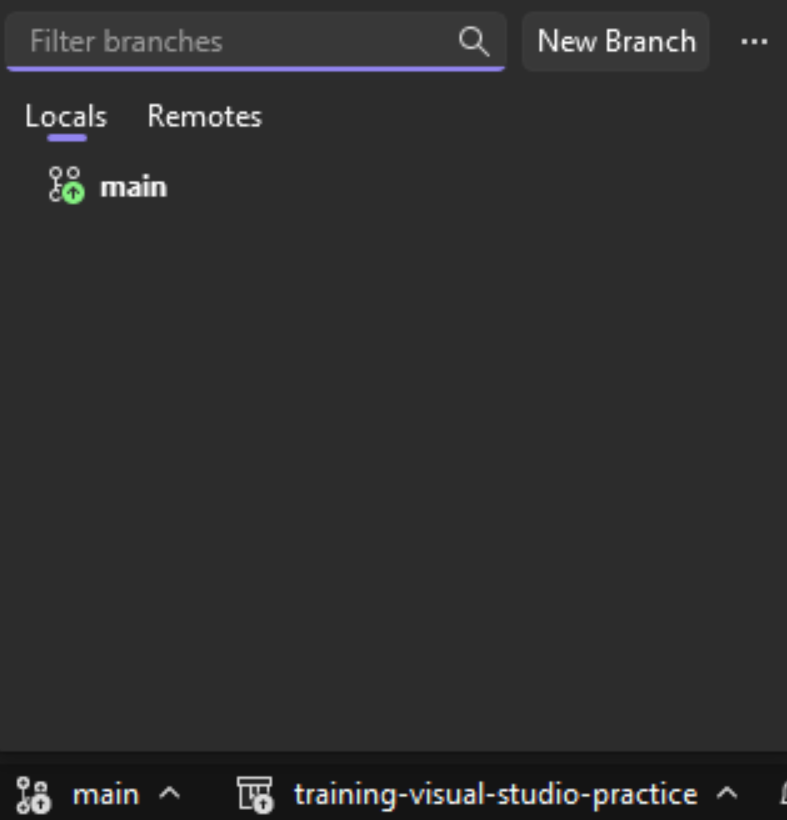 Filter branches New Branch ...
Locals Remotes
main
main training-visual-studio-practice